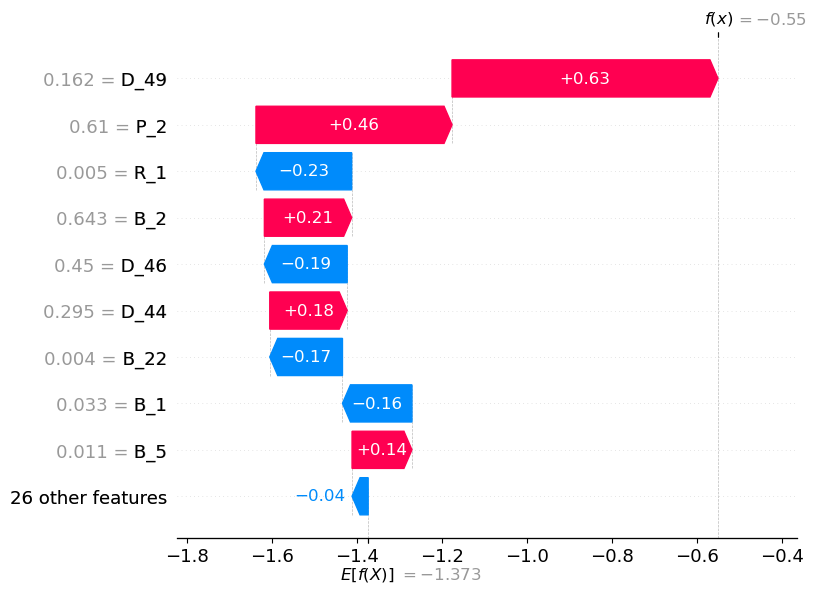 f(x) = −0.55
0.162 = D_49
+0.63
0.61 = P_2
+0.46
0.005 = R_1
−0.23
0.643 = B_2
+0.21
0.45 = D_46
−0.19
0.295 = D_44
+0.18
0.004 = B_22
−0.17
0.033 = B_1
−0.16
0.011 = B_5
+0.14
26 other features
−0.04
−1.8 −1.6 −1.4 −1.2 −1.0 −0.8 −0.6 −0.4
E[f(X)] = −1.373